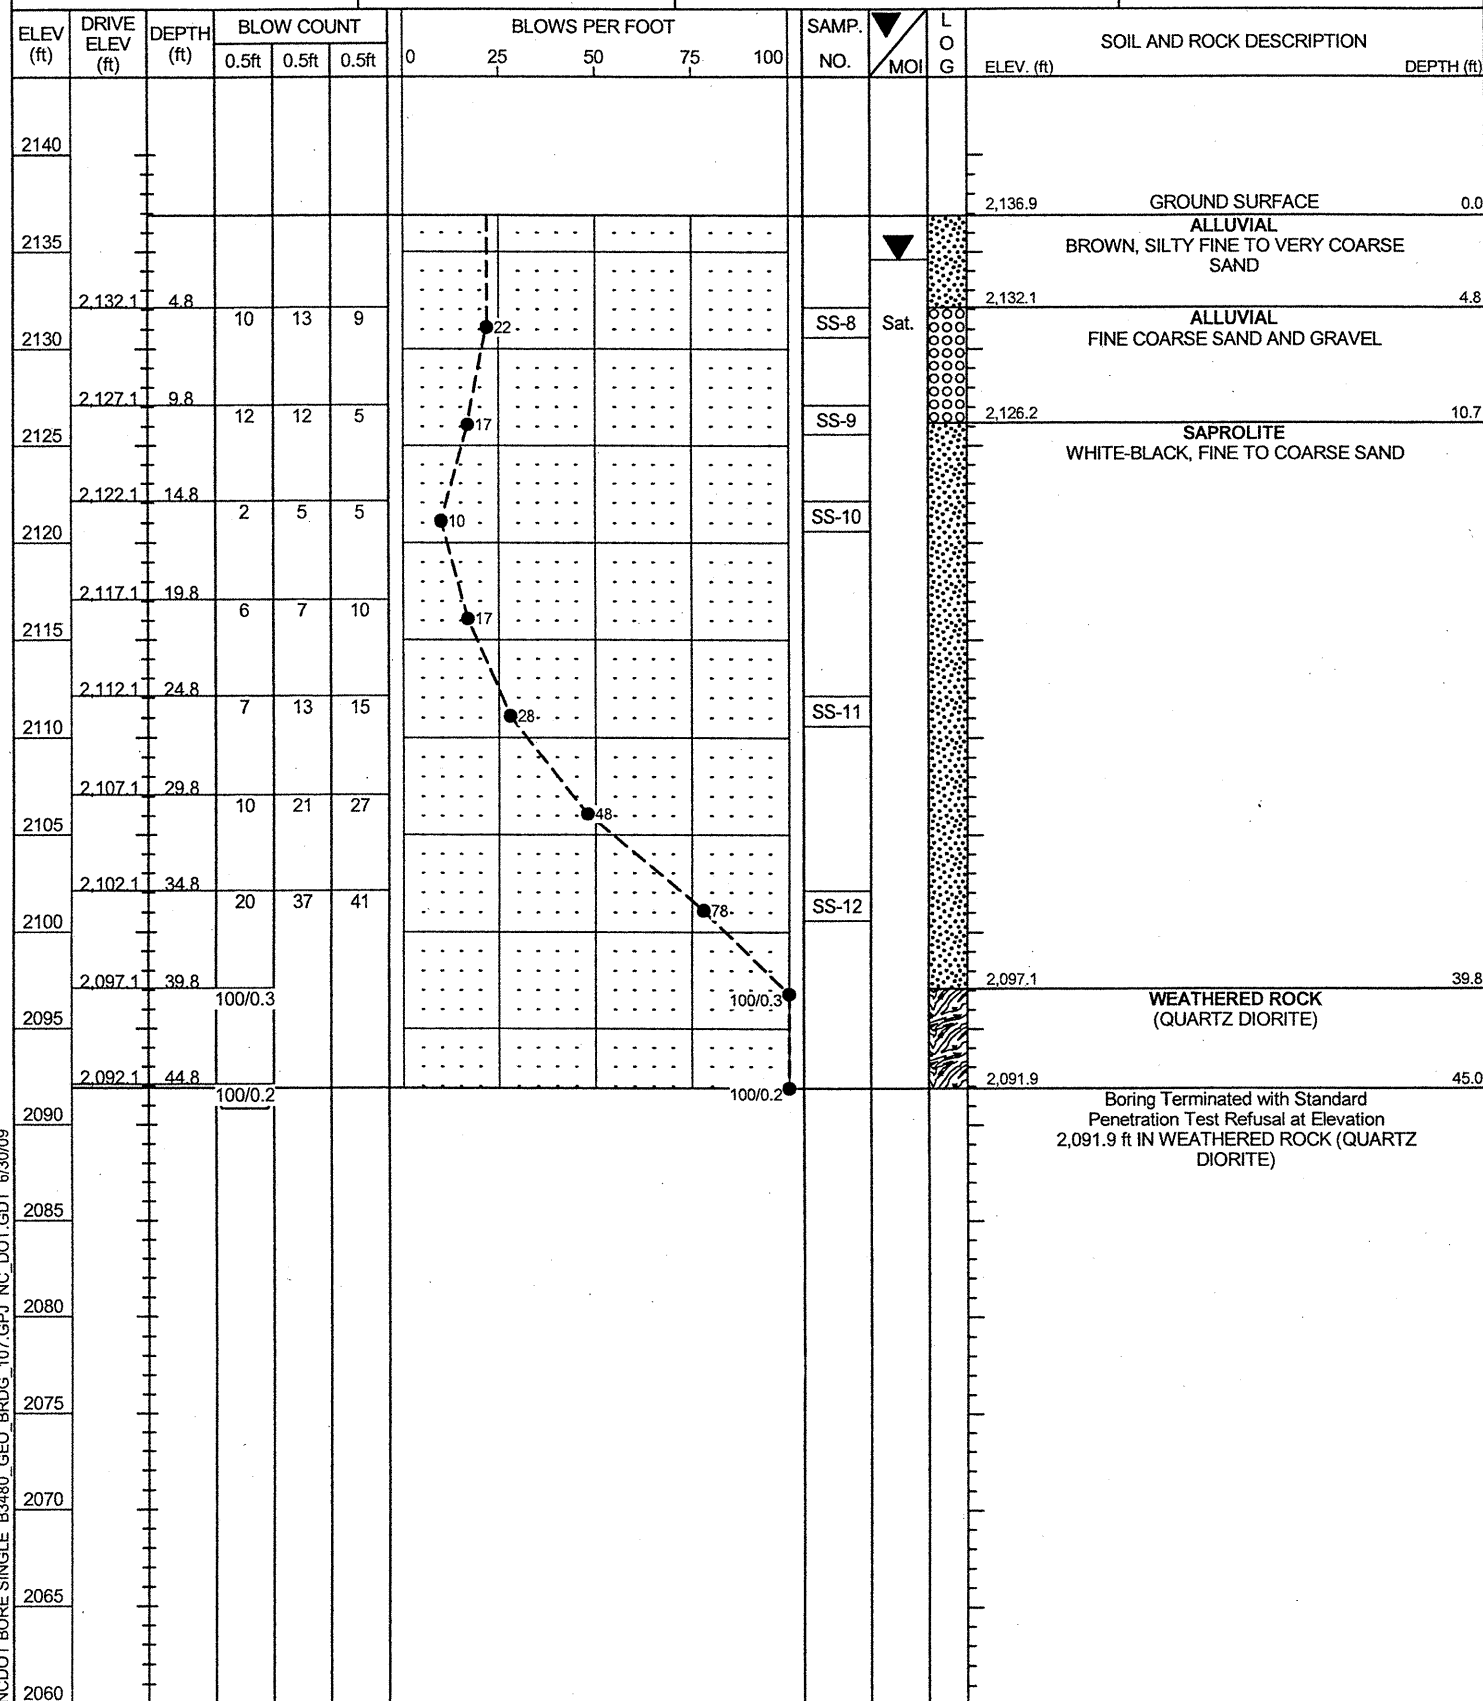 ELEV (ft) DRIVE ELEV (ft) DEPTH (ft) BLOW COUNT BLOWS PER FOOT SAMP. NO. MOI LOG SOIL AND ROCK DESCRIPTION
0.5ft 0.5ft 0.5ft 0 25 50 75 100 ELEV. (ft) DEPTH (ft)
2140
2,136.9 GROUND SURFACE 0.0
ALLUVIAL
2135 BROWN, SILTY FINE TO VERY COARSE
SAND
2,132.1 4.8 2,132.1 4.8
10 13 9 22 SS-8 Sat. ALLUVIAL
2130 FINE COARSE SAND AND GRAVEL
2,127.1 9.8
12 12 5 17 SS-9 2,126.2 10.7
2125 SAPROLITE
WHITE-BLACK, FINE TO COARSE SAND
2,122.1 14.8
2 5 5 10 SS-10
2120
2,117.1 19.8
6 7 10 17
2115
2,112.1 24.8
7 13 15 28 SS-11
2110
2,107.1 29.8
10 21 27 48
2105
2,102.1 34.8
20 37 41 78 SS-12
2100
2,097.1 39.8 2,097.1 39.8
100/0.3 100/0.3 WEATHERED ROCK
2095 (QUARTZ DIORITE)
2,092.1 44.8 2,091.9 45.0
100/0.2 100/0.2 Boring Terminated with Standard
2090 Penetration Test Refusal at Elevation
2,091.9 ft IN WEATHERED ROCK (QUARTZ
DIORITE)
2085
2080
2075
2070
2065
2060
NCDOT BORE SINGLE B3480_GEO_BRDG_107.GPJ NC_DOT.GDT 6/30/09